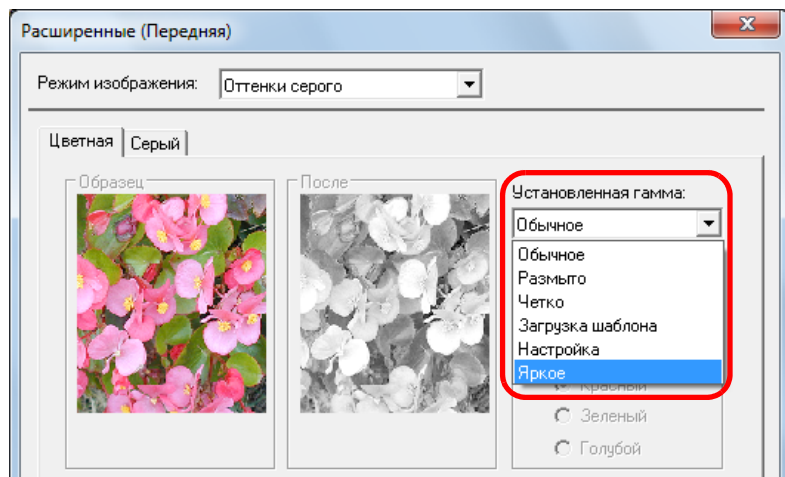 Расширенные (Передняя)
Режим изображения: Оттенки серого
Цветная Серый
Образец После Установленная гамма:
Обычное
Обычное
Размыто
Четко
Загрузка шаблона
Настройка
Яркое
Красный
Зеленый
Голубой